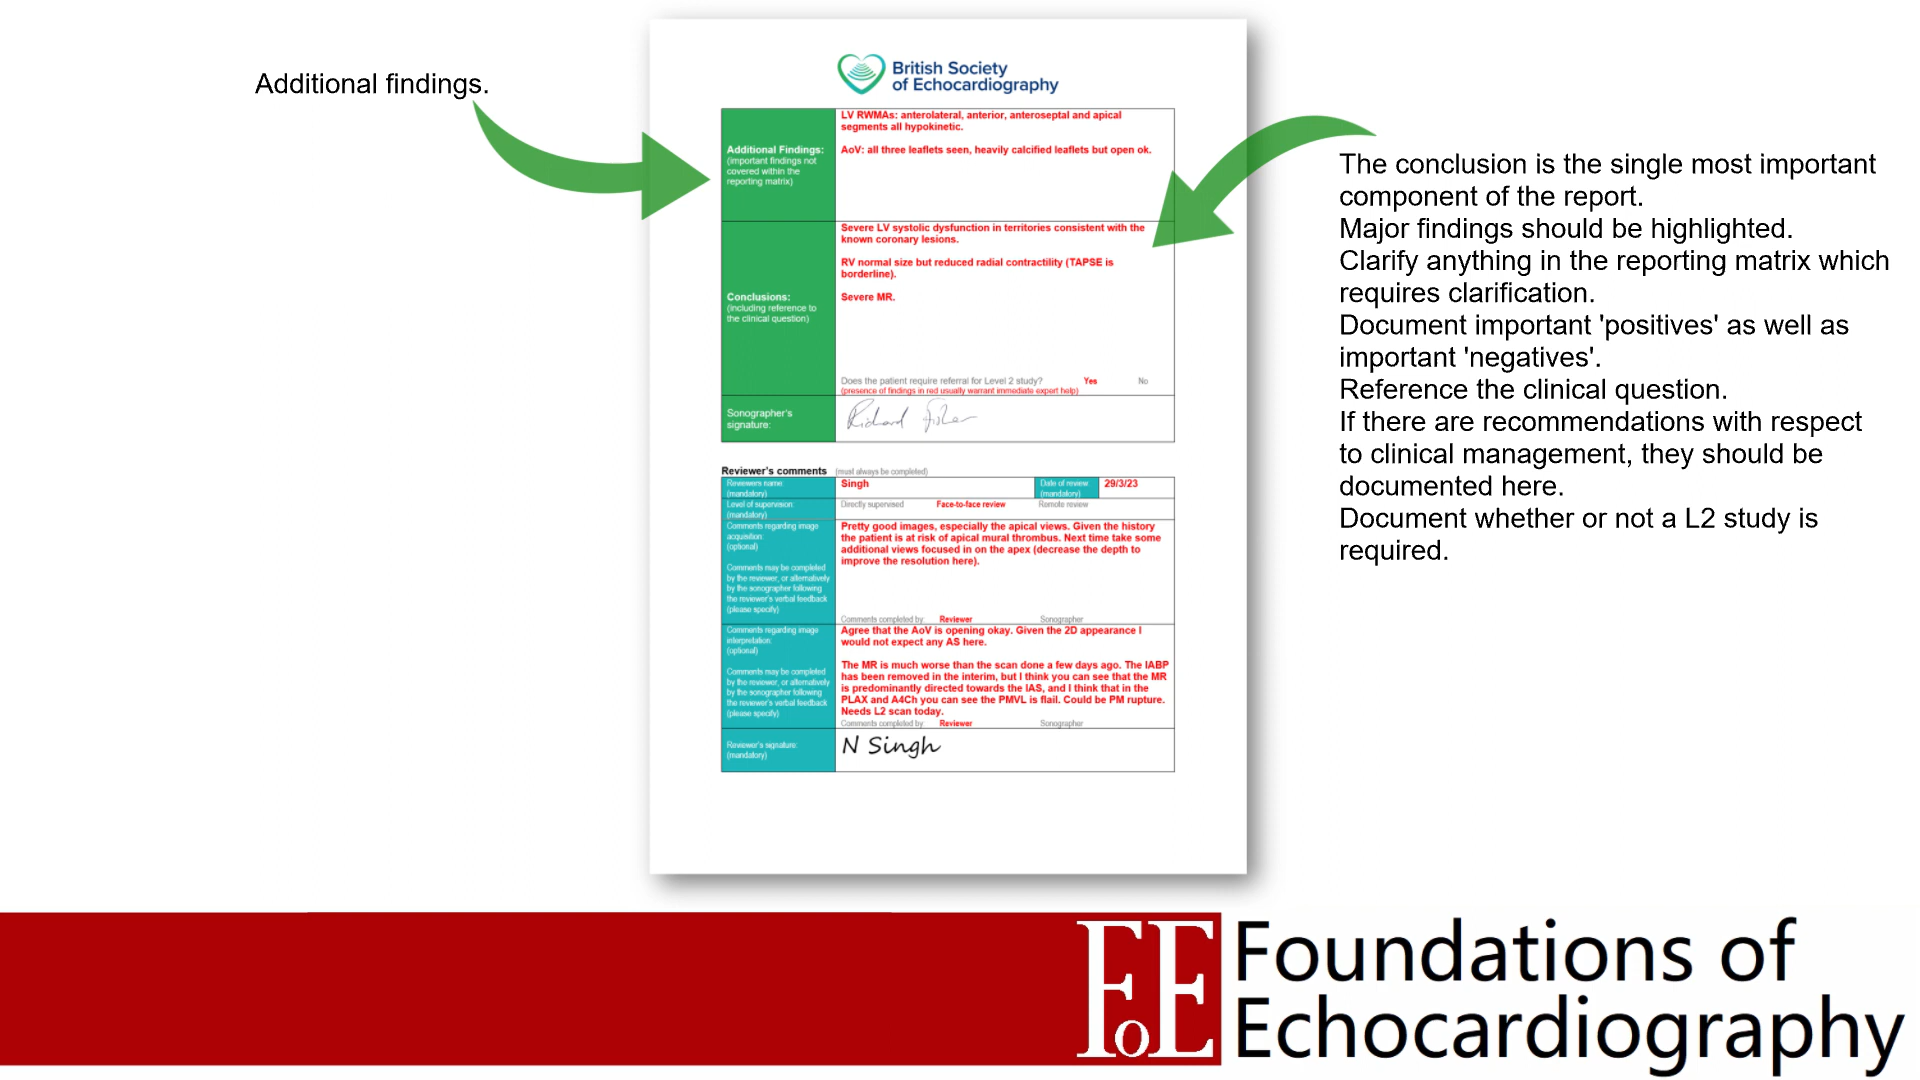 Additional findings.
British Society
of Echocardiography
Additional Findings:
(important findings not
covered within the
reporting matrix)
LV RWMAs: anterolateral, anterior, anteroseptal and apical
segments all hypokinetic.
AoV: all three leaflets seen, heavily calcified leaflets but open ok.
Conclusions:
(including reference to
the clinical question)
Severe LV systolic dysfunction in territories consistent with the
known coronary lesions.
RV normal size but reduced radial contractility (TAPSE is
borderline).
Severe MR.
Does the patient require referral for Level 2 study? Yes No
(presence of findings in red usually warrant immediate expert help)
Sonographer's
signature:
Richard Fisher
Reviewer's comments (must always be completed)
Reviewers name:
(mandatory)
Singh
Date of review:
(mandatory)
29/3/23
Level of supervision:
(mandatory)
Directly supervised Face-to-face review Remote review
Comments regarding image
acquisition:
(optional)
Comments may be completed
by the reviewer, or alternatively
by the sonographer following
the reviewer's verbal feedback
(please specify)
Pretty good images, especially the apical views. Given the history
the patient is at risk of apical mural thrombus. Next time take some
additional views focused in on the apex (decrease the depth to
improve the resolution here).
Comments completed by: Reviewer Sonographer
Comments regarding image
interpretation:
(optional)
Comments may be completed
by the reviewer, or alternatively
by the sonographer following
the reviewer's verbal feedback
(please specify)
Agree that the AoV is opening okay. Given the 2D appearance I
would not expect any AS here.
The MR is much worse than the scan done a few days ago. The IABP
has been removed in the interim, but I think you can see that the MR
is predominantly directed towards the IAS, and I think that in the
PLAX and A4Ch you can see the PMVL is flail. Could be PM rupture.
Needs L2 scan today.
Comments completed by: Reviewer Sonographer
Reviewer's signature:
(mandatory)
N Singh
The conclusion is the single most important
component of the report.
Major findings should be highlighted.
Clarify anything in the reporting matrix which
requires clarification.
Document important 'positives' as well as
important 'negatives'.
Reference the clinical question.
If there are recommendations with respect
to clinical management, they should be
documented here.
Document whether or not a L2 study is
required.
FoE
Foundations of
Echocardiography